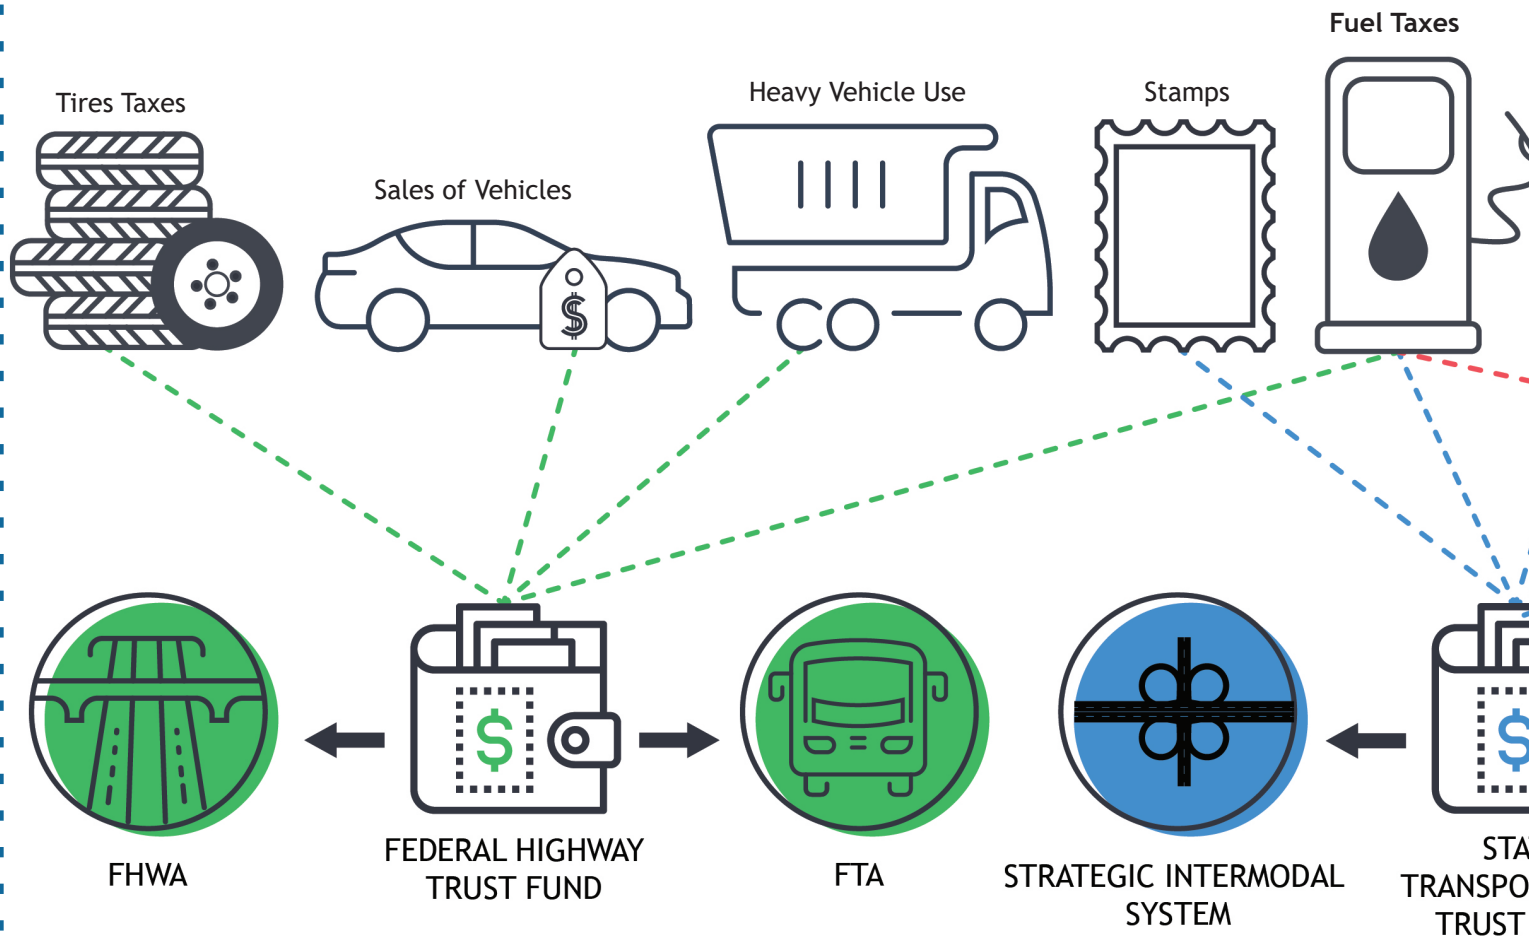 Fuel Taxes
Tires Taxes
Heavy Vehicle Use
Stamps
Sales of Vehicles
$
$
$
FHWA
FEDERAL HIGHWAY
TRUST FUND
FTA
STRATEGIC INTERMODAL
SYSTEM
TRUST